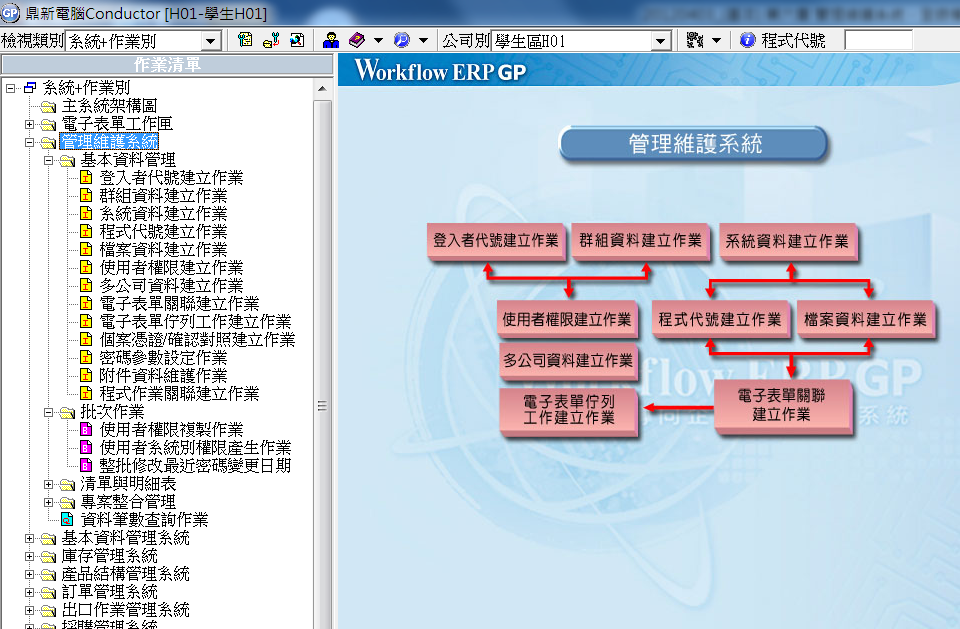 鼎新電腦Conductor [H01-學生H01]
檢視類別 系統+作業別 公司別 學生區H01 程式代號
作業清單
系統+作業別
主系統架構圖
電子表單工作匣
管理維護系統
基本資料管理
登入者代號建立作業
群組資料建立作業
系統資料建立作業
程式代號建立作業
檔案資料建立作業
使用者權限建立作業
多公司資料建立作業
電子表單關聯建立作業
電子表單佇列工作建立作業
個案憑證/確認對照建立作業
密碼參數設定作業
附件資料維護作業
程式作業關聯建立作業
批次作業
使用者權限複製作業
使用者系統別權限產生作業
整批修改最近密碼變更日期
清單與明細表
專案整合管理
資料筆數查詢作業
基本資料管理系統
庫存管理系統
產品結構管理系統
訂單管理系統
出口作業管理系統
採購管理系統
Workflow ERP GP
管理維護系統
登入者代號建立作業 群組資料建立作業 系統資料建立作業
使用者權限建立作業 程式代號建立作業 檔案資料建立作業
多公司資料建立作業
電子表單佇列
工作建立作業
電子表單關聯
建立作業